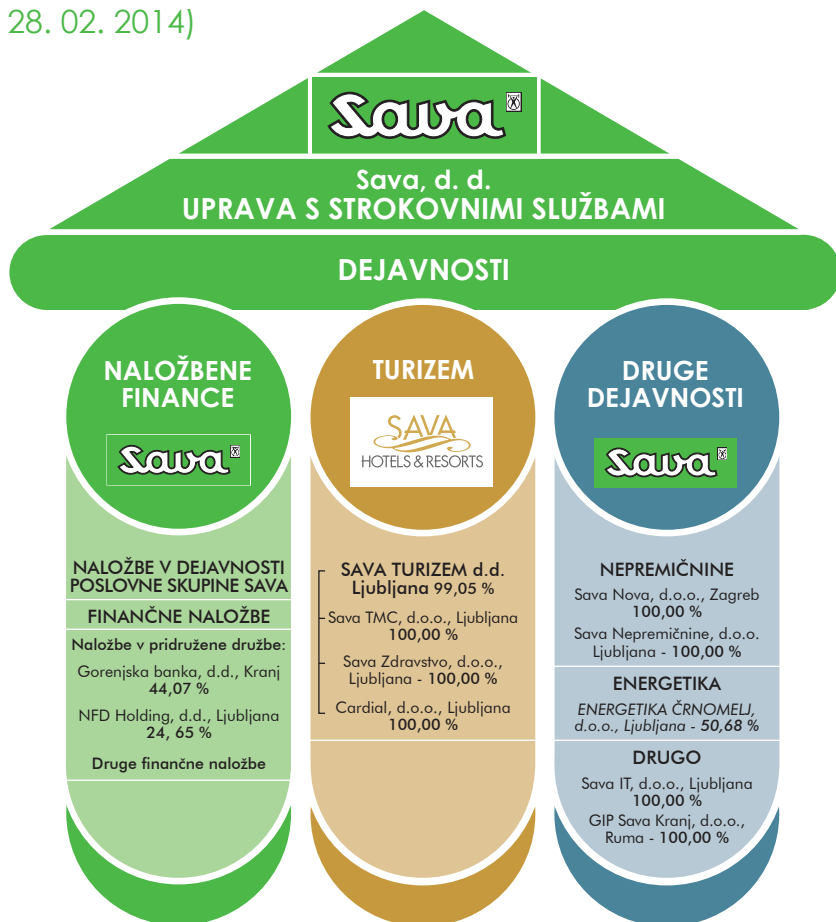 28. 02. 2014)
Sava
Sava, d. d.
UPRAVA S STROKOVNIMI SLUŽBAMI
DEJAVNOSTI
NALOŽBENE
FINANCE
Sava
NALOŽBE V DEJAVNOSTI
POSLOVNE SKUPINE SAVA
FINANČNE NALOŽBE
Naložbe v pridružene družbe:
Gorenjska banka, d.d., Kranj
44,07 %
NFD Holding, d.d., Ljubljana
24, 65 %
Druge finančne naložbe
TURIZEM
SAVA
HOTELS & RESORTS
SAVA TURIZEM d.d.
Ljubljana 99,05 %
Sava TMC, d.o.o., Ljubljana
100,00 %
Sava Zdravstvo, d.o.o.,
Ljubljana - 100,00 %
Cardial, d.o.o., Ljubljana
100,00 %
DRUGE
DEJAVNOSTI
Sava
NEPREMIČNINE
Sava Nova, d.o.o., Zagreb
100,00 %
Sava Nepremičnine, d.o.o.
Ljubljana - 100,00 %
ENERGETIKA
ENERGETIKA ČRNOMELJ,
d.o.o., Ljubljana - 50,68 %
DRUGO
Sava IT, d.o.o., Ljubljana
100,00 %
GIP Sava Kranj, d.o.o.,
Ruma - 100,00 %